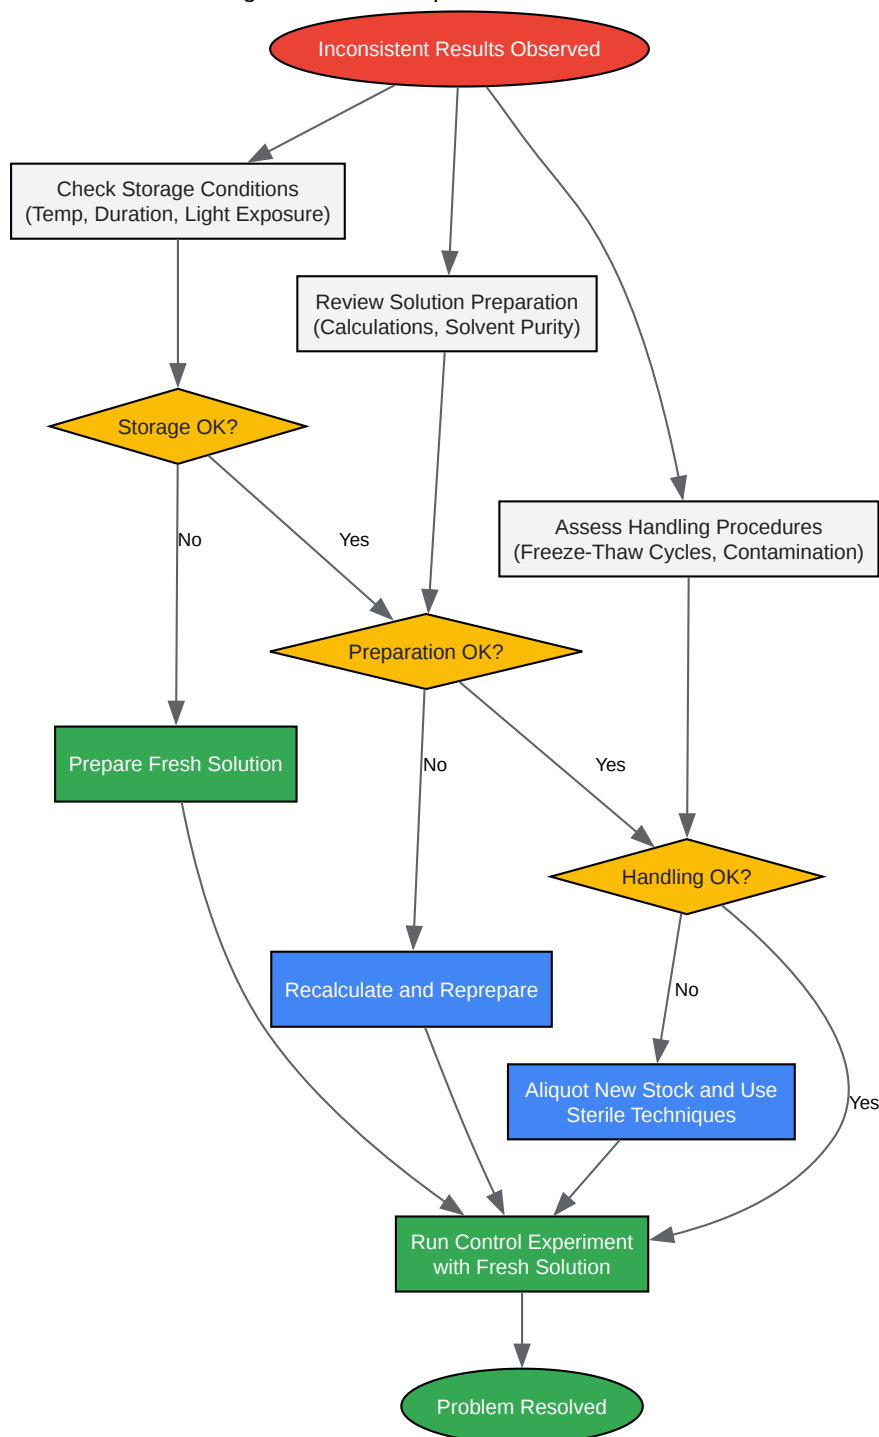 Inconsistent Results Observed
Check Storage Conditions
(Temp, Duration, Light Exposure)
Review Solution Preparation
(Calculations, Solvent Purity)
Storage OK?
Assess Handling Procedures
(Freeze-Thaw Cycles, Contamination)
No
Yes
Preparation OK?
Prepare Fresh Solution
No
Yes
Handling OK?
Recalculate and Reprepare
No
Aliquot New Stock and Use
Sterile Techniques
Yes
Run Control Experiment
with Fresh Solution
Problem Resolved